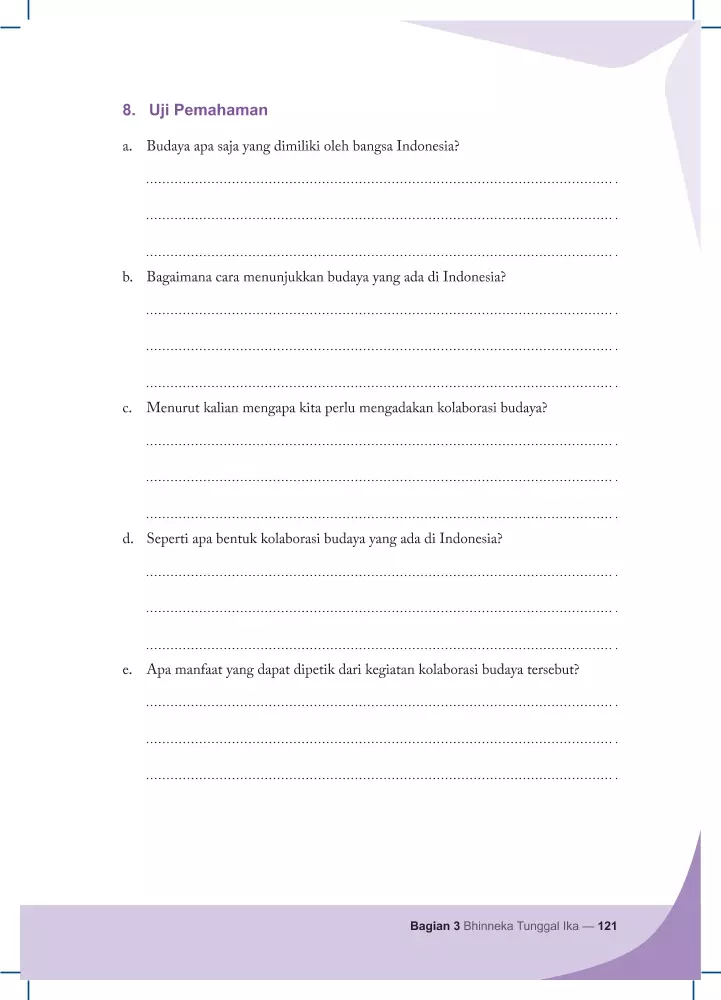 8. Uji Pemahaman
a. Budaya apa saja yang dimiliki oleh bangsa Indonesia?
b. Bagaimana cara menunjukkan budaya yang ada di Indonesia?
c. Menurut kalian mengapa kita perlu mengadakan kolaborasi budaya?
d. Seperti apa bentuk kolaborasi budaya yang ada di Indonesia?
e. Apa manfaat yang dapat dipetik dari kegiatan kolaborasi budaya tersebut?
Bagian 3 Bhinneka Tunggal Ika — 121